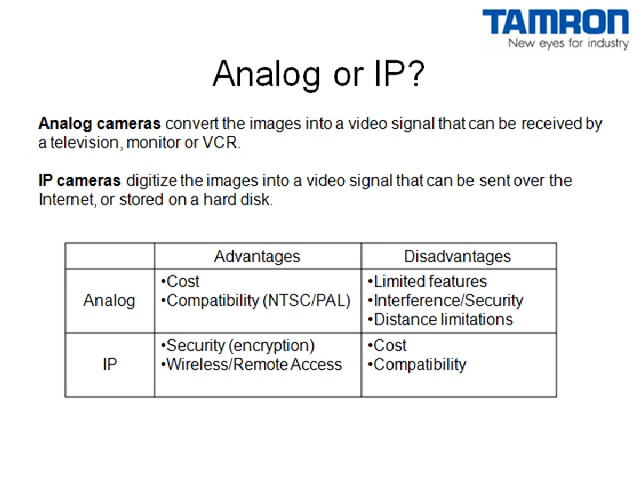 TAMRON
New eyes for industry
Analog or IP?
Analog cameras convert the images into a video signal that can be received by
a television, monitor or VCR.
IP cameras digitize the images into a video signal that can be sent over the
Internet, or stored on a hard disk.
Advantages Disadvantages
Analog
•Cost
•Compatibility (NTSC/PAL)
•Limited features
•Interference/Security
•Distance limitations
IP
•Security (encryption)
•Wireless/Remote Access
•Cost
•Compatibility